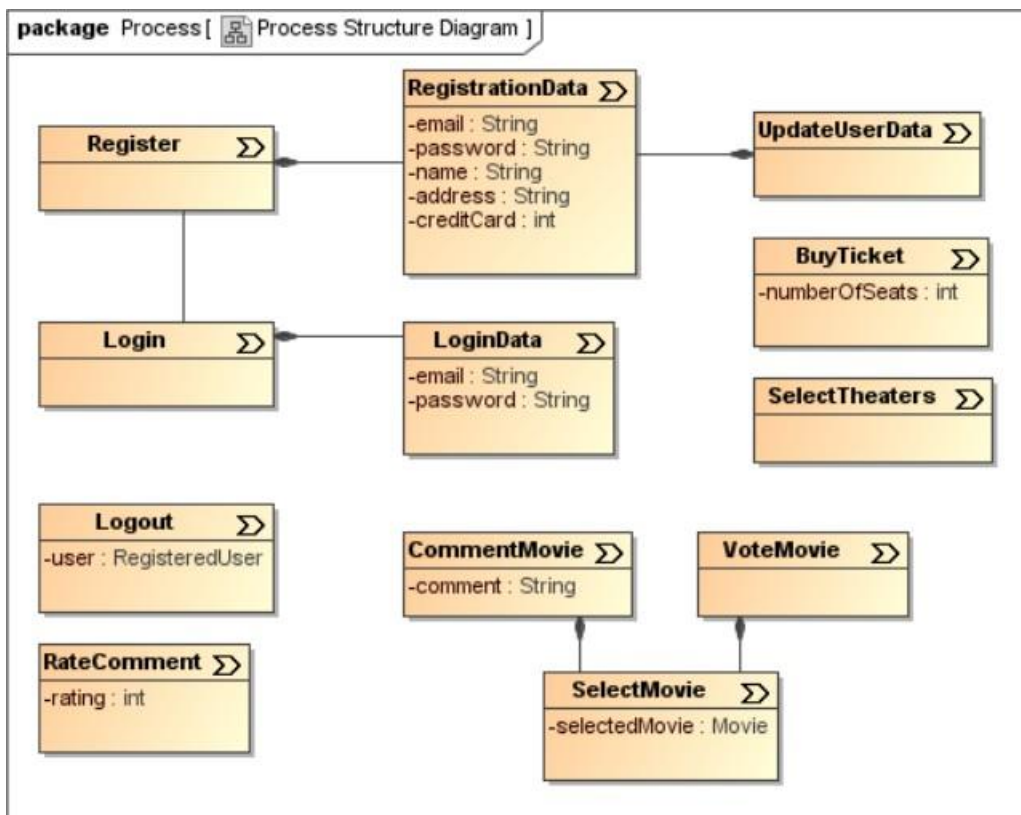 package Process[ Process Structure Diagram ]
RegistrationData
-email : String
-password : String
-name : String
-address : String
-creditCard : int
Register
UpdateUserData
BuyTicket
-numberOfSeats : int
Login
LoginData
-email : String
-password : String
SelectTheaters
Logout
-user : RegisteredUser
CommentMovie
-comment : String
VoteMovie
RateComment
-rating : int
SelectMovie
-selectedMovie : Movie